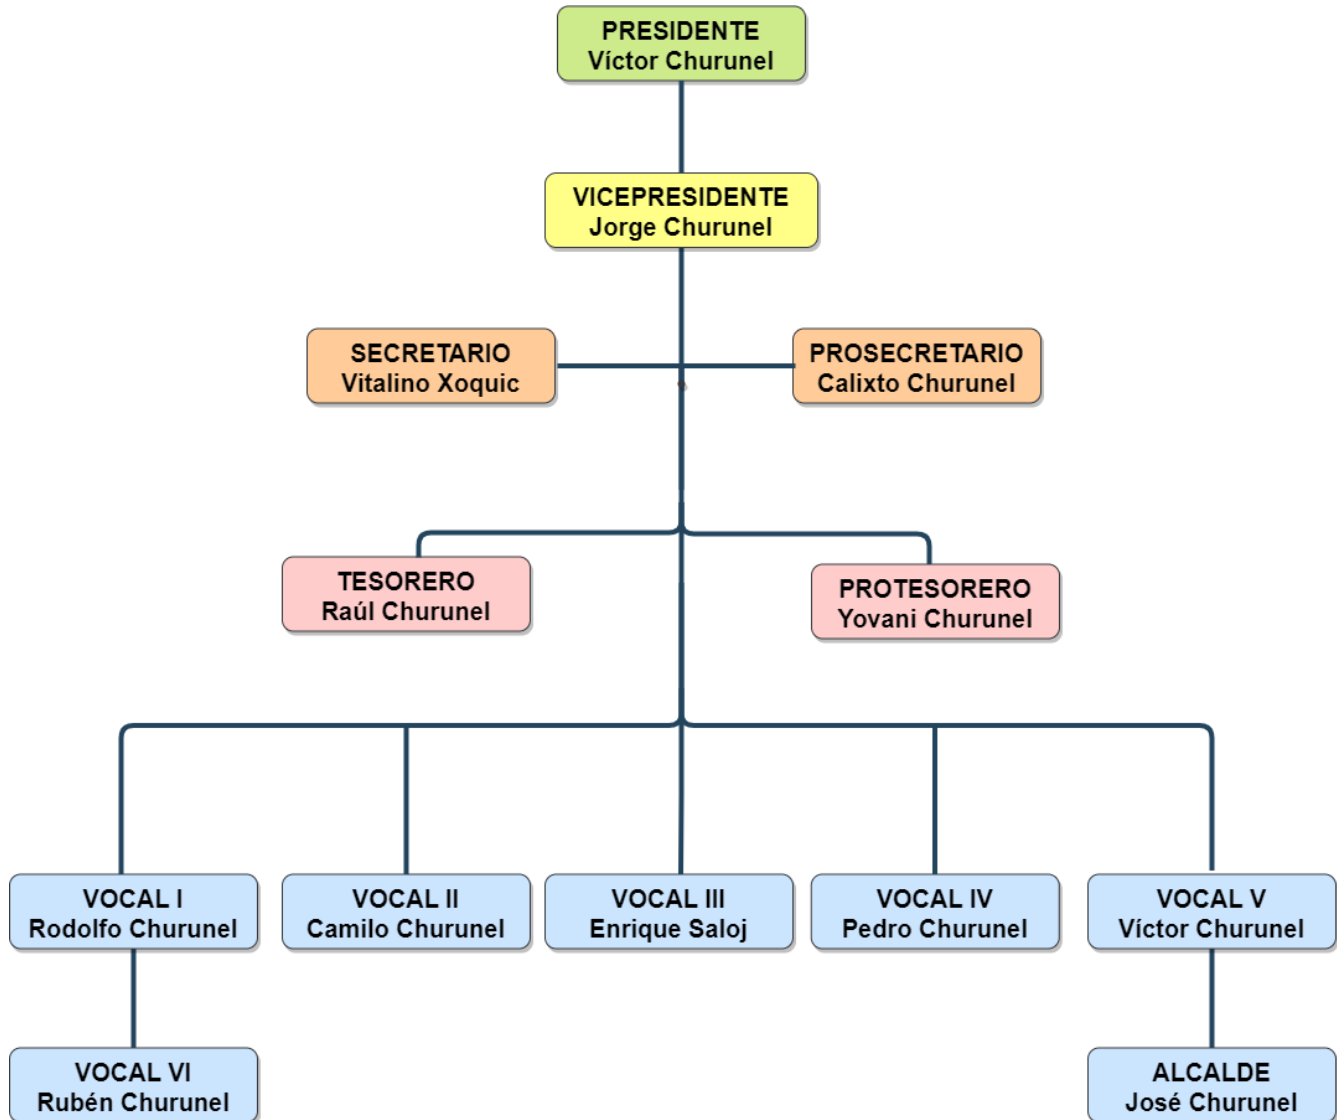 PRESIDENTE
Víctor Churunel
VICEPRESIDENTE
Jorge Churunel
SECRETARIO
Vitalino Xoquic
PROSECRETARIO
Calixto Churunel
TESORERO
Raúl Churunel
PROTESORERO
Yovani Churunel
VOCAL I
Rodolfo Churunel
VOCAL II
Camilo Churunel
VOCAL III
Enrique Saloj
VOCAL IV
Pedro Churunel
VOCAL V
Víctor Churunel
VOCAL VI
Rubén Churunel
ALCALDE
José Churunel